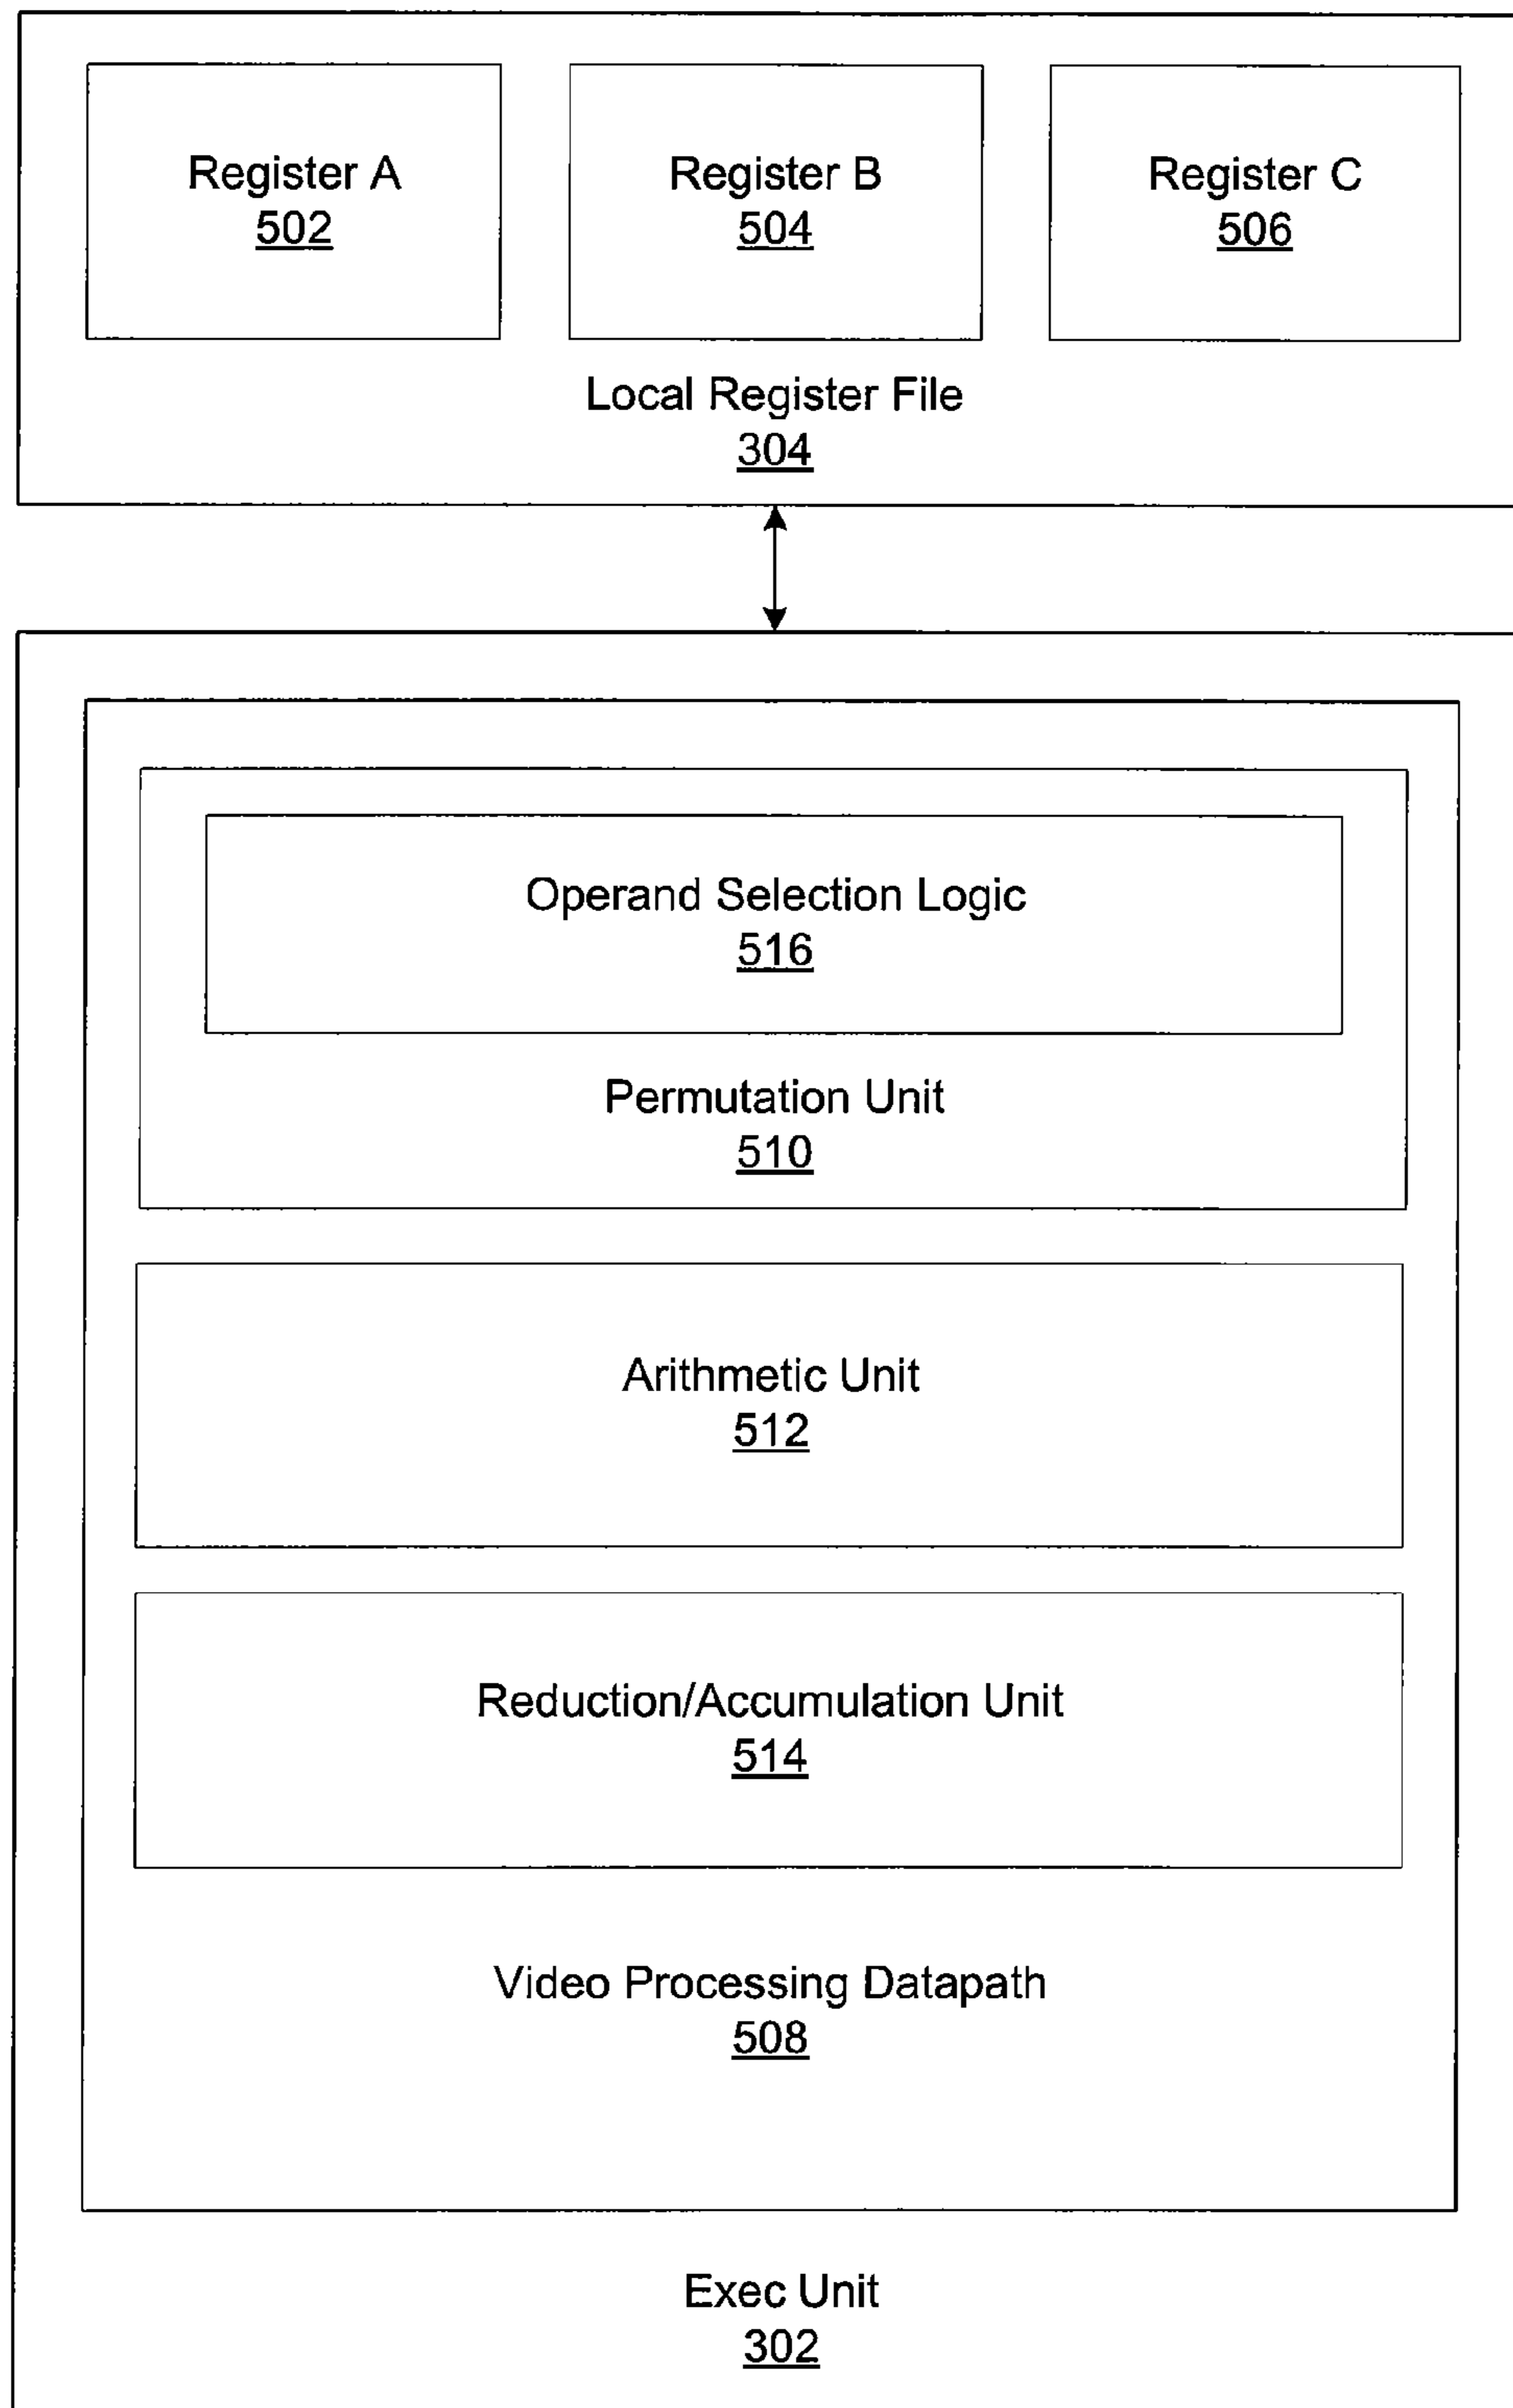 Register A
502
Register B
504
Register C
506
Local Register File
304
Operand Selection Logic
516
Permutation Unit
510
Arithmetic Unit
512
Reduction/Accumulation Unit
514
Video Processing Datapath
508
Exec Unit
302